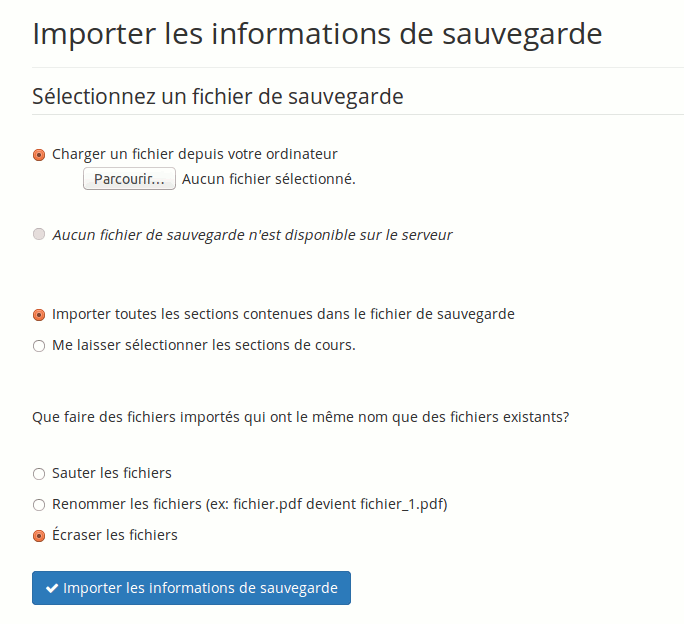 Importer les informations de sauvegarde
Sélectionnez un fichier de sauvegarde
Charger un fichier depuis votre ordinateur
Parcourir... Aucun fichier sélectionné.
Aucun fichier de sauvegarde n'est disponible sur le serveur
Importer toutes les sections contenues dans le fichier de sauvegarde
Me laisser sélectionner les sections de cours.
Que faire des fichiers importés qui ont le même nom que des fichiers existants?
Sauter les fichiers
Renommer les fichiers (ex: fichier.pdf devient fichier_1.pdf)
Écraser les fichiers
Importer les informations de sauvegarde